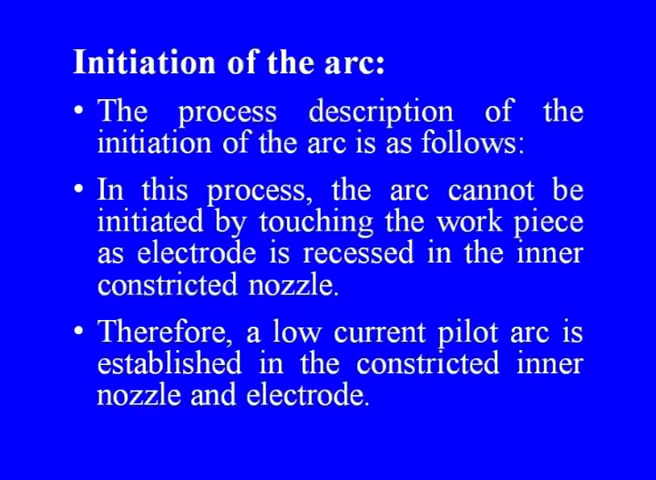 Initiation of the arc:
• The process description of the
initiation of the arc is as follows:
• In this process, the arc cannot be
initiated by touching the work piece
as electrode is recessed in the inner
constricted nozzle.
• Therefore, a low current pilot arc is
established in the constricted inner
nozzle and electrode.